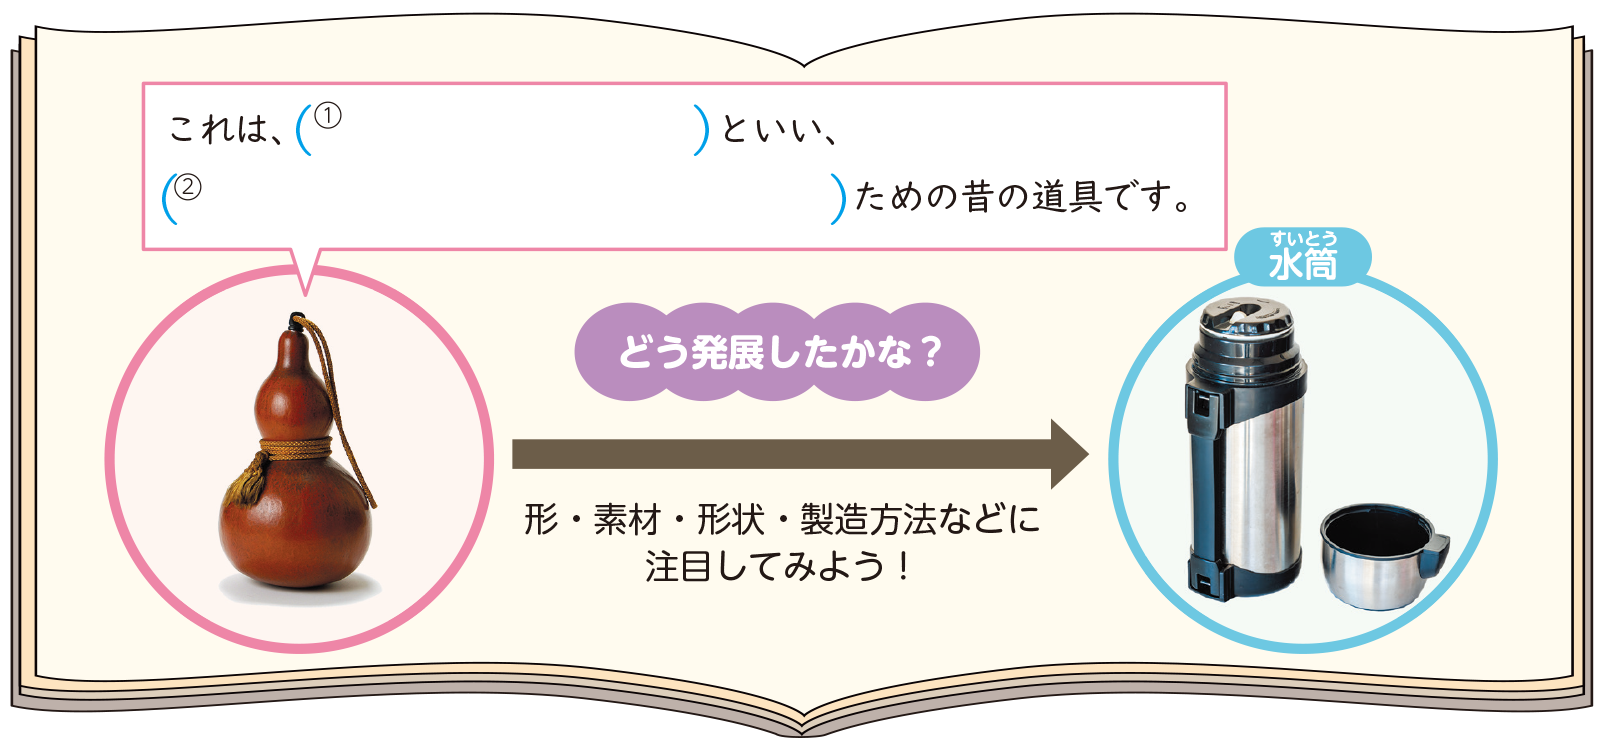 これは、(① )といい、
(② )ための昔の道具です。
すいとう
水筒
どう発展したかな？
形・素材・形状・製造方法などに
注目してみよう！